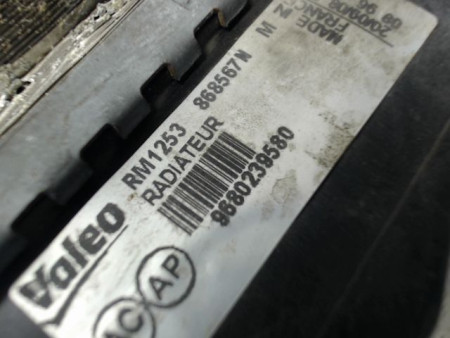 Valeo
RM1253 868567N M
RADIATEUR
9680239580
AC AP
MADE IN
FRANCE